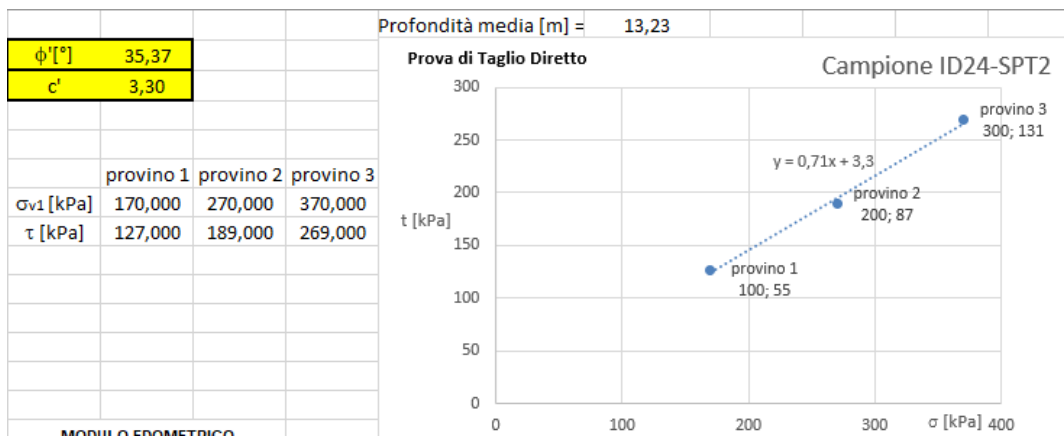 Profondità media [m] = 13,23
ϕ'[°] 35,37
c' 3,30
provino 1 provino 2 provino 3
σv1 [kPa] 170,000 270,000 370,000
τ [kPa] 127,000 189,000 269,000
MODULO EDOMETRICO
Prova di Taglio Diretto
Campione ID24-SPT2
300
250
200
150
100
50
0
t [kPa]
y = 0,71x + 3,3
provino 3
300; 131
provino 2
200; 87
provino 1
100; 55
0 100 200 300 σ [kPa] 400